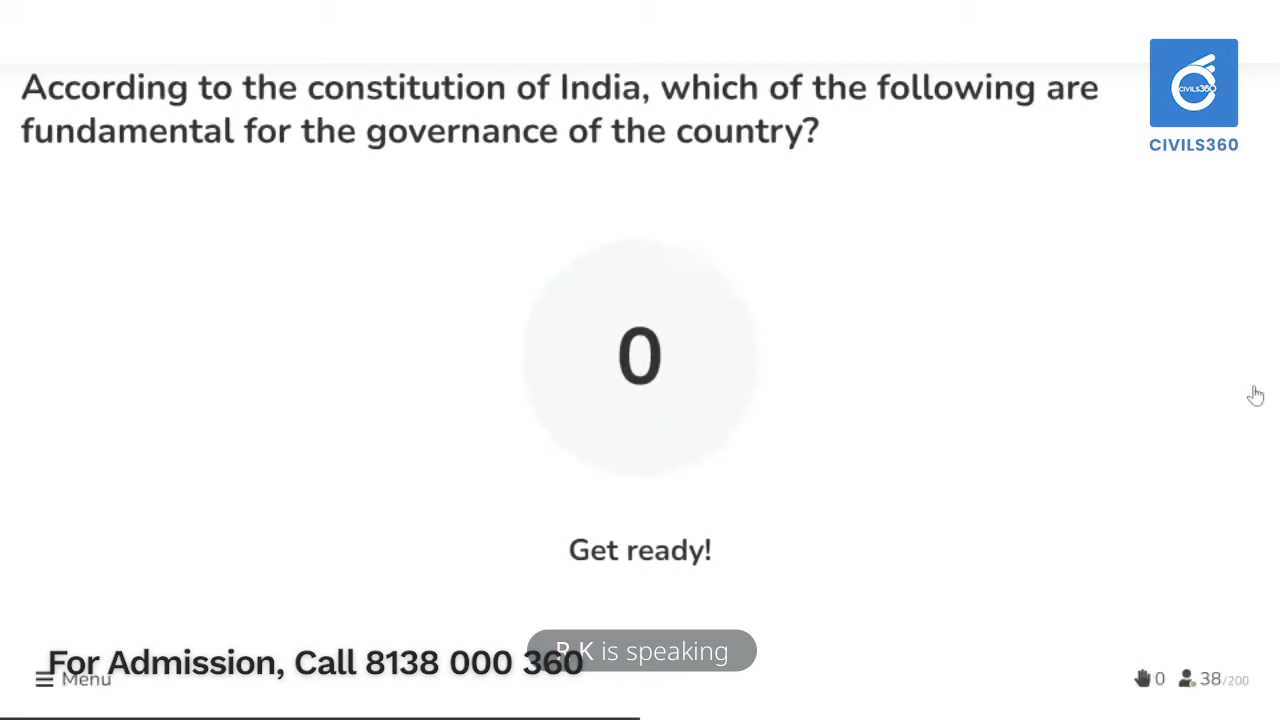 According to the constitution of India, which of the following are
fundamental for the governance of the country?
CIVILS360
CIVILS360
0
Get ready!
R K is speaking
For Admission, Call 8138 000 360
Menu
0 38/200